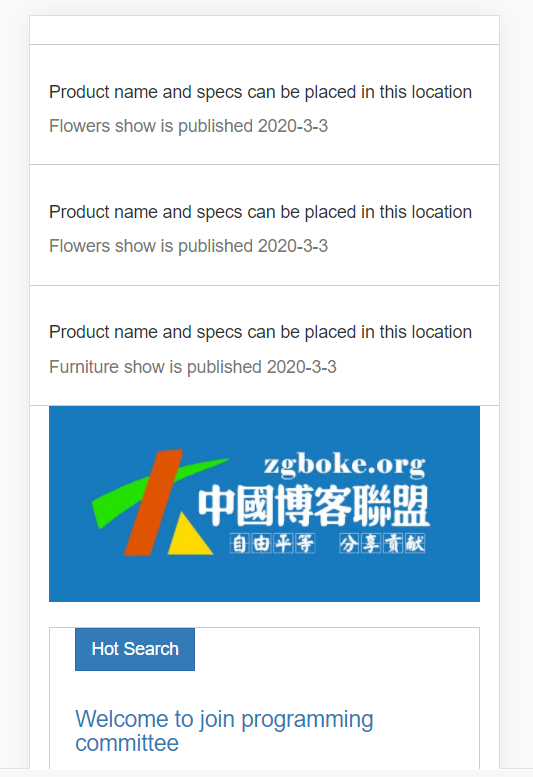 Product name and specs can be placed in this location
Flowers show is published 2020-3-3
Product name and specs can be placed in this location
Flowers show is published 2020-3-3
Product name and specs can be placed in this location
Furniture show is published 2020-3-3
zgboke.org
中國博客聯盟
自由平等 分享貢献
Hot Search
Welcome to join programming
committee